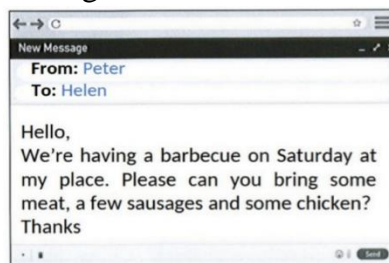 New Message
From: Peter
To: Helen
Hello,
We're having a barbecue on Saturday at
my place. Please can you bring some
meat, a few sausages and some chicken?
Thanks
Send